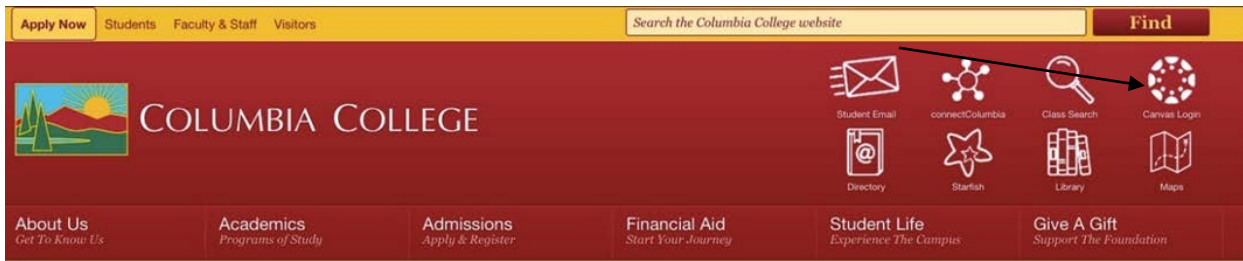 Apply Now Students Faculty & Staff Visitors Search the Columbia College website Find
COLUMBIA COLLEGE
Student Email connectColumbia Class Search Canvas Login
@
Directory Starfish Library Maps
About Us Academics Admissions Financial Aid Student Life Give A Gift
Get To Know Us Programs of Study Apply & Register Start Your Journey Experience The Campus Support The Foundation